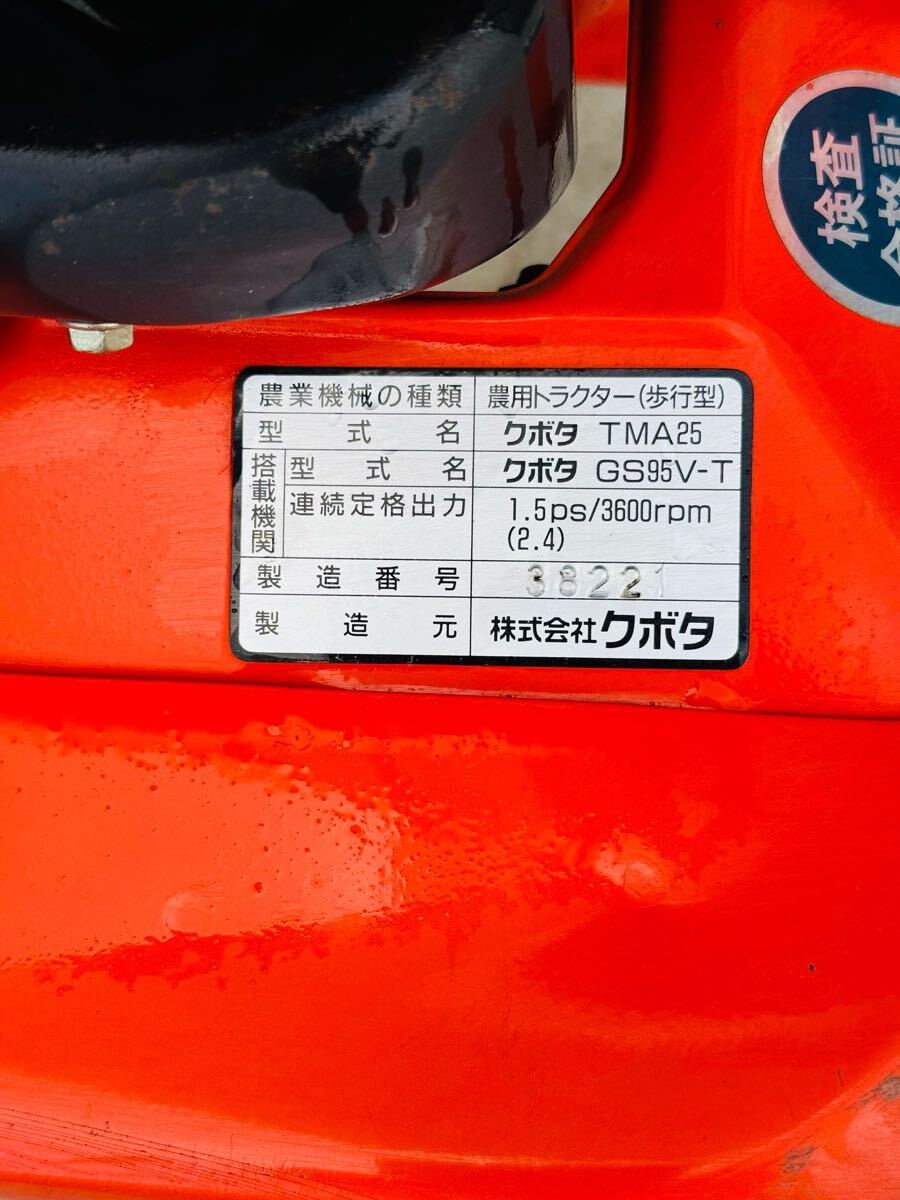 検査
合格証
農業機械の種類 農用トラクター(歩行型)
型式名 クボタ TMA25
搭載機関 型式名 クボタ GS95V-T
連続定格出力 1.5ps/3600rpm
(2.4)
製造番号 38221
製造元 株式会社クボタ